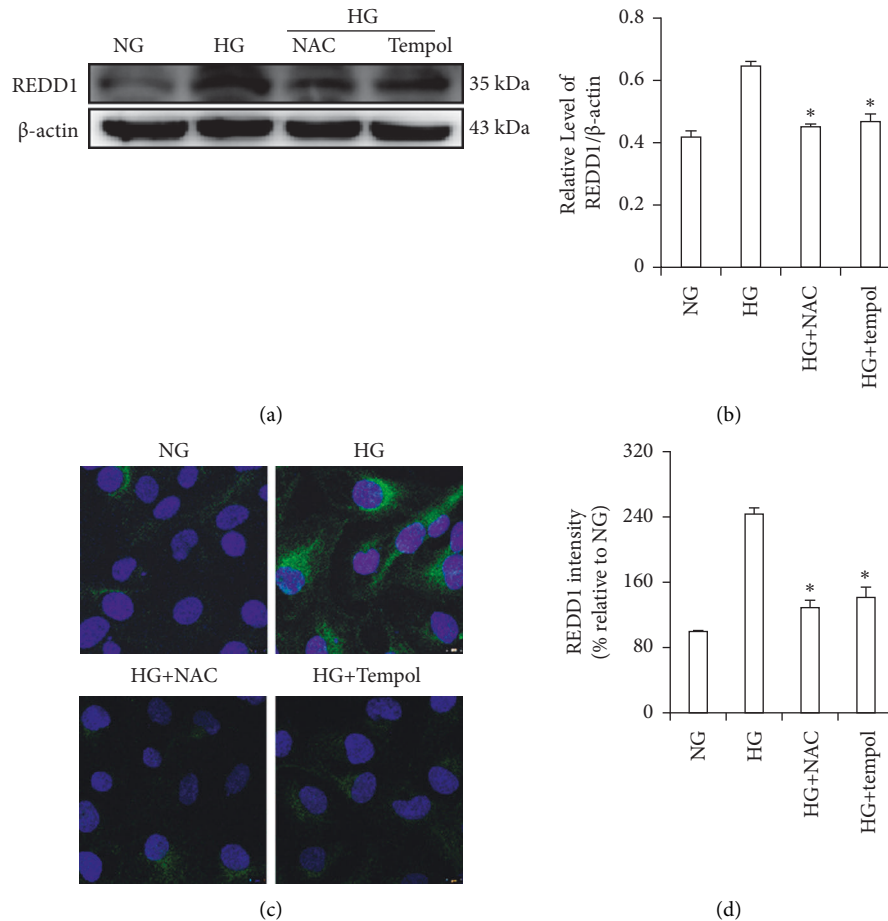 HG
NG HG NAC Tempol
REDD1 35 kDa
β-actin 43 kDa
(a)
Relative Level of
REDD1/β-actin
0.8
0.6
0.4
0.2
0
* *
NG HG HG+NAC HG+tempol
(b)
NG HG
HG+NAC HG+Tempol
(c)
REDD1 intensity
(% relative to NG)
320
240
160
80
0
* *
NG HG HG+NAC HG+tempol
(d)